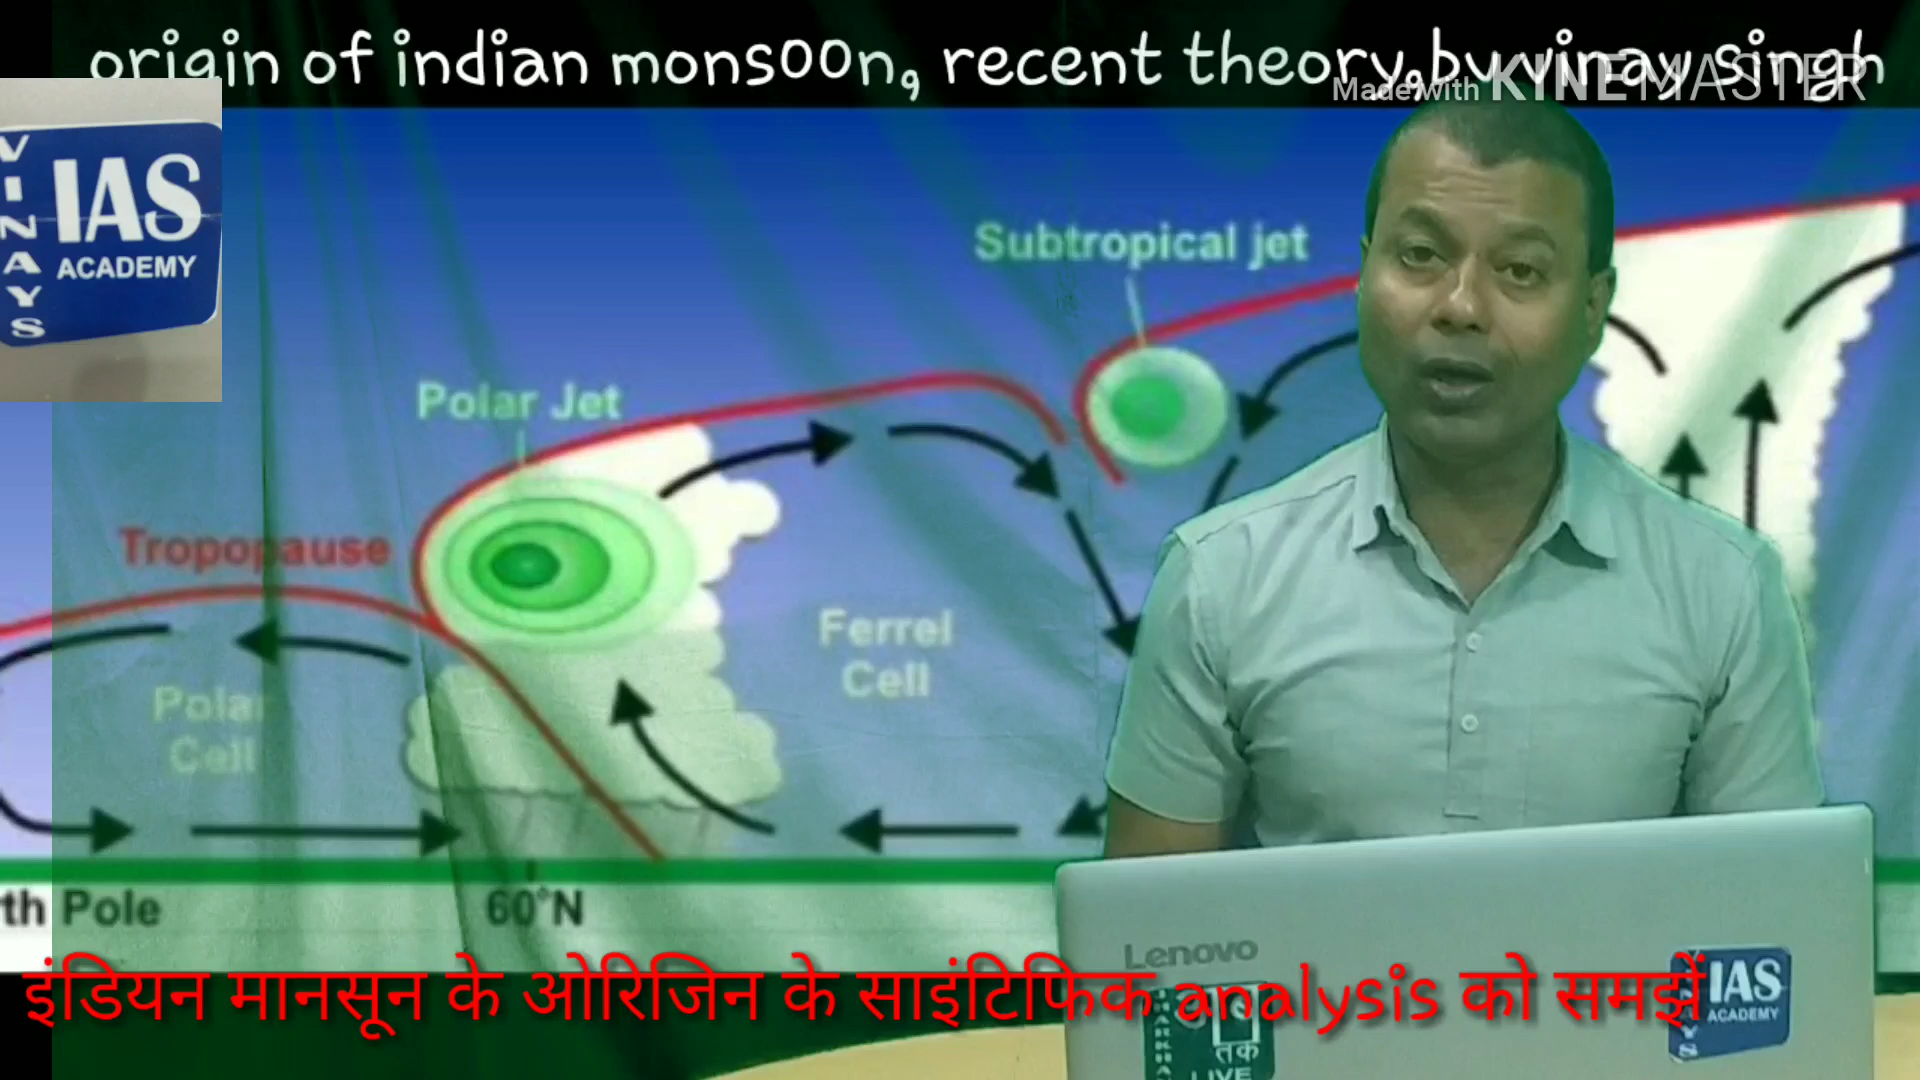 origin of indian monsoon, recent theory,by vinay singh
Made with KINEMASTER
VINAYS
IAS
ACADEMY
Subtropical jet
Polar Jet
Tropopause
Ferrel
Cell
Polar
Cell
th Pole
60°N
Lenovo
इंडियन मानसून के ओरिजिन के साइंटिफिक analysis को समझें
IAS
ACADEMY
तक
LIVE